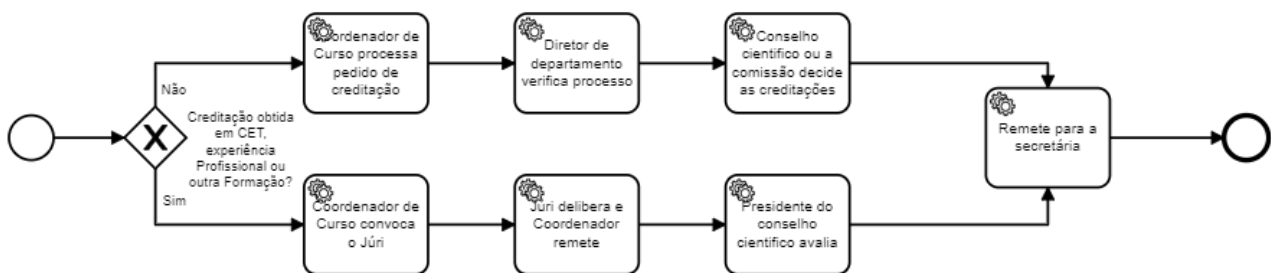 Coordenador de
Curso processa
pedido de
creditação
Diretor de
departamento
verifica processo
Conselho
cientifico ou a
comissão decide
as creditações
Não
Creditação obtida
em CET,
experiência
Profissional ou
outra Formação?
Sim
Remete para a
secretária
Coordenador de
Curso convoca
o Júri
Júri delibera e
Coordenador
remete
Presidente do
conselho
cientifico avalia